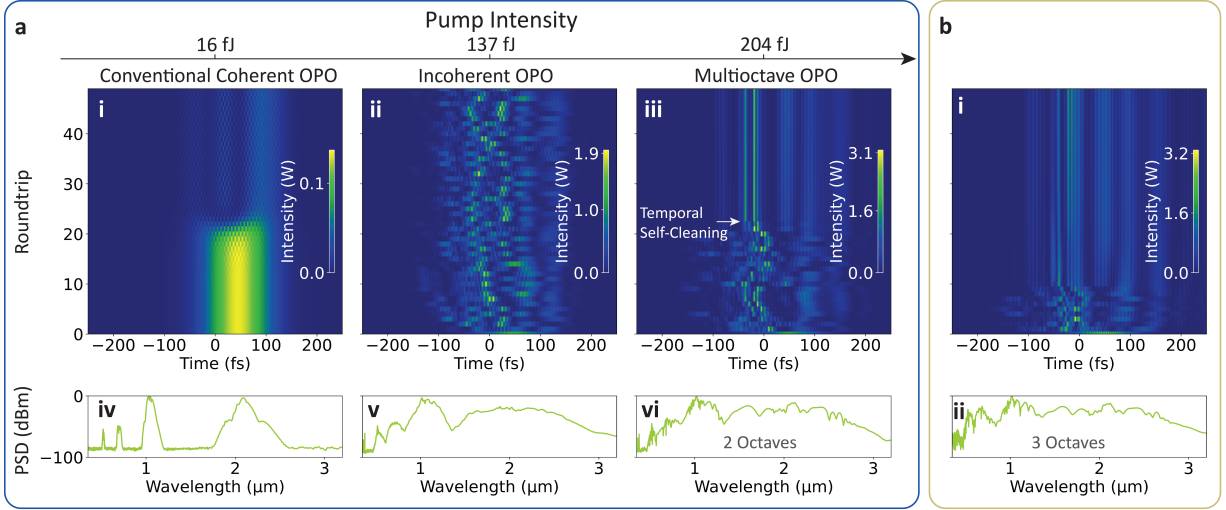 a
Pump Intensity
16 fJ 137 fJ 204 fJ
Conventional Coherent OPO Incoherent OPO Multioctave OPO
i
Roundtrip
40
30
20
10
0
Intensity (W)
0.1
0.0
−200 −100 0 100 200
Time (fs)
ii
Intensity (W)
1.9
1.0
0.0
−200 −100 0 100 200
Time (fs)
iii
Temporal
Self-Cleaning
Intensity (W)
3.1
1.6
0.0
−200 −100 0 100 200
Time (fs)
iv
PSD (dBm)
0
−100
1 2 3
Wavelength (μm)
v
1 2 3
Wavelength (μm)
vi
2 Octaves
1 2 3
Wavelength (μm)
b
i
Intensity (W)
3.2
1.6
0.0
−200 −100 0 100 200
Time (fs)
ii
3 Octaves
1 2 3
Wavelength (μm)